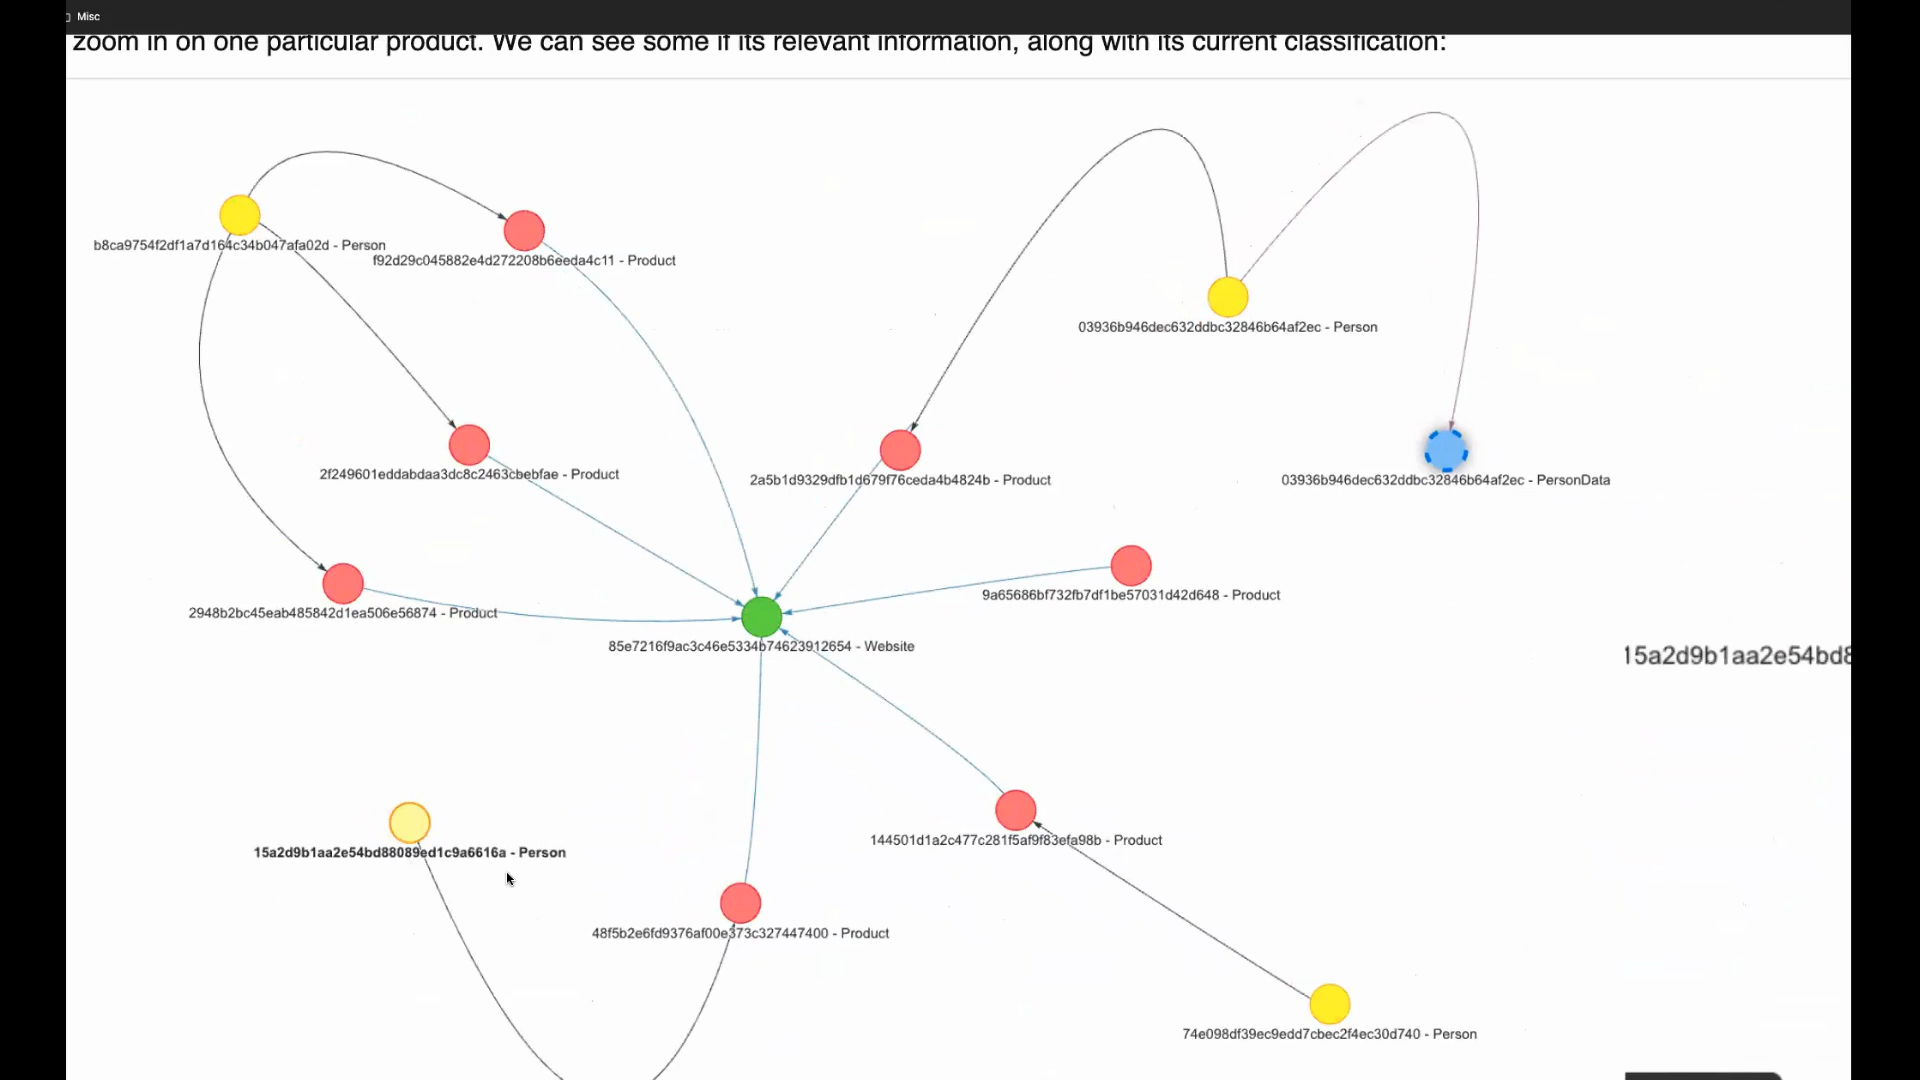 Misc
zoom in on one particular product. We can see some if its relevant information, along with its current classification:
b8ca9754f2df1a7d164c34b047afa02d - Person
f92d29c045882e4d272208b6eeda4c11 - Product
03936b946dec632ddbc32846b64af2ec - Person
2f249601eddabdaa3dc8c2463cbebfae - Product
2a5b1d9329dfb1d679f76ceda4b4824b - Product
03936b946dec632ddbc32846b64af2ec - PersonData
2948b2bc45eab485842d1ea506e56874 - Product
9a65686bf732fb7df1be57031d42d648 - Product
85e7216f9ac3c46e5334b74623912654 - Website
15a2d9b1aa2e54bd8
144501d1a2c477c281f5af9f83efa98b - Product
15a2d9b1aa2e54bd88089ed1c9a6616a - Person
48f5b2e6fd9376af00e373c327447400 - Product
74e098df39ec9edd7cbec2f4ec30d740 - Person